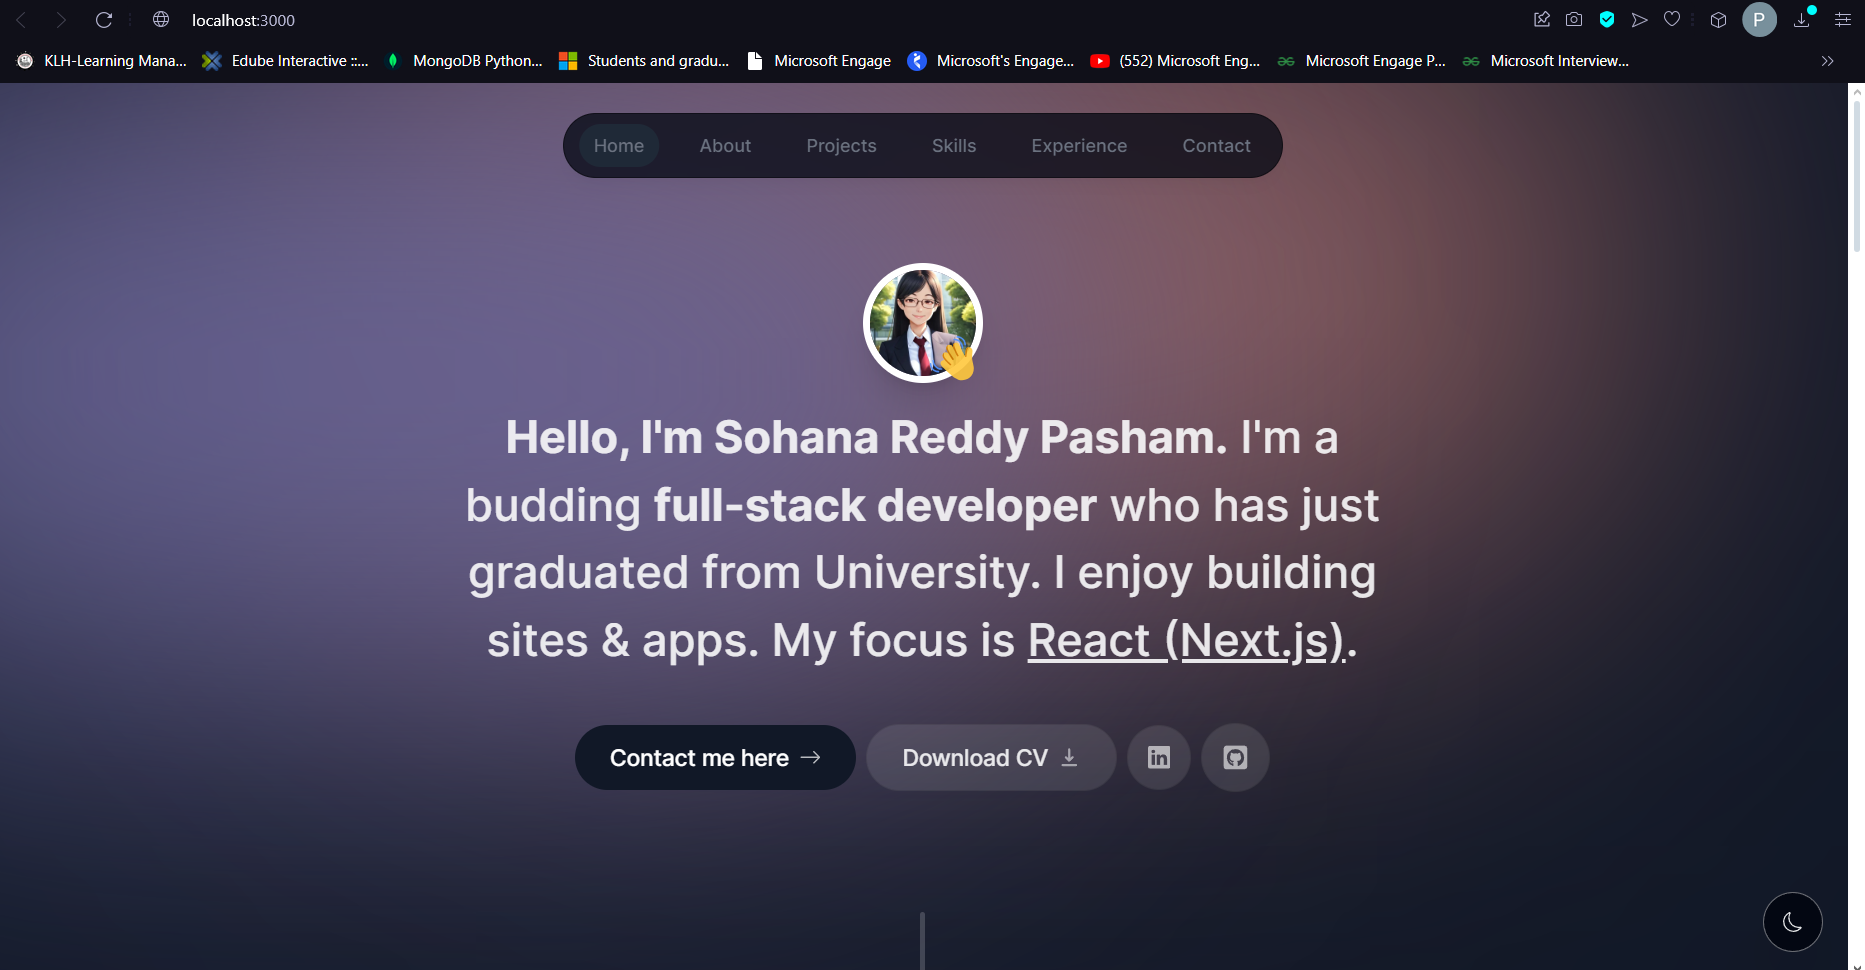 localhost:3000
P
KLH-Learning Mana... Edube Interactive ::... MongoDB Python... Students and gradu... Microsoft Engage Microsoft's Engage... (552) Microsoft Eng... Microsoft Engage P... Microsoft Interview...
Home About Projects Skills Experience Contact
Hello, I'm Sohana Reddy Pasham. I'm a
budding full-stack developer who has just
graduated from University. I enjoy building
sites & apps. My focus is React (Next.js).
Contact me here Download CV in